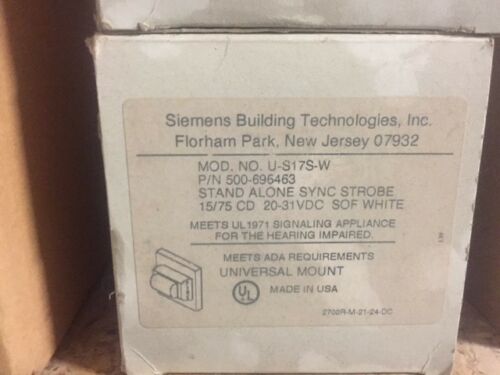 Siemens Building Technologies, Inc.
Florham Park, New Jersey 07932
MOD. NO. U-S17S-W
P/N 500-696463
STAND ALONE SYNC STROBE
15/75 CD 20-31VDC SOF WHITE
MEETS UL1971 SIGNALING APPLIANCE
FOR THE HEARING IMPAIRED.
MEETS ADA REQUIREMENTS
UNIVERSAL MOUNT
UL MADE IN USA
2700R-M-21-24-DC